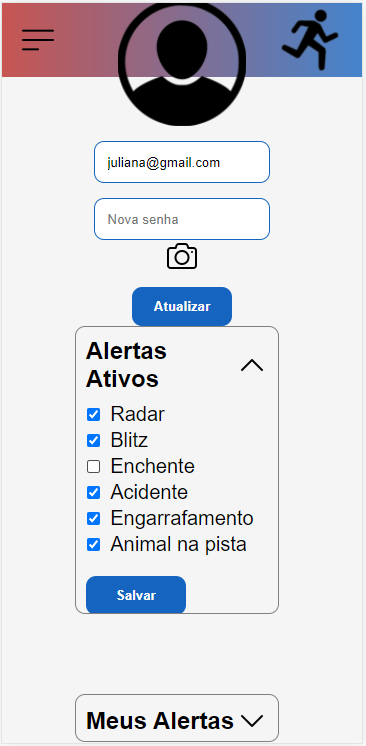 juliana@gmail.com
Nova senha
Atualizar
Alertas
Ativos
Radar
Blitz
Enchente
Acidente
Engarrafamento
Animal na pista
Salvar
Meus Alertas